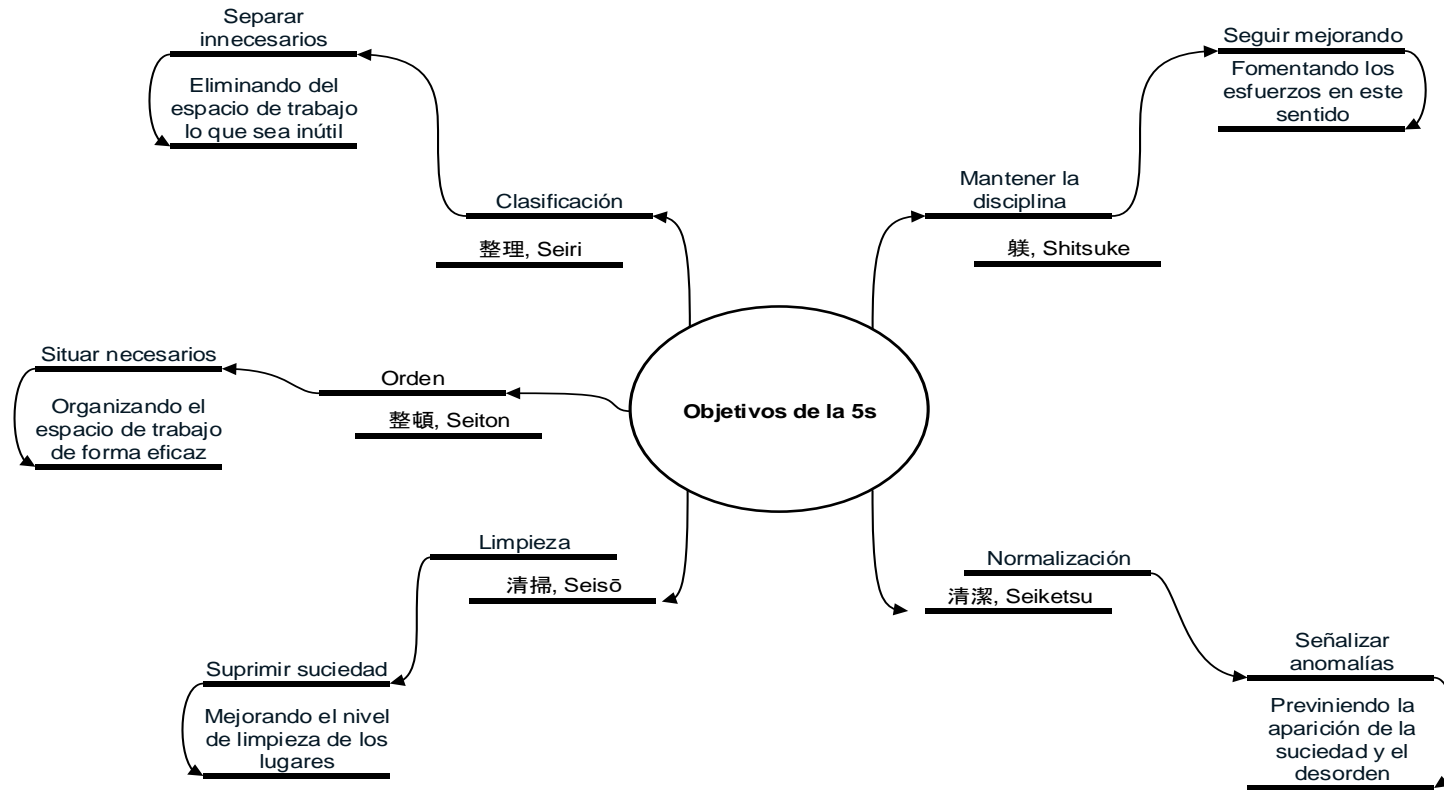 Separar
innecesarios
Eliminando del
espacio de trabajo
lo que sea inútil
Clasificación
整理, Seiri
Situar necesarios
Organizando el
espacio de trabajo
de forma eficaz
Orden
整頓, Seiton
Limpieza
清掃, Seisō
Suprimir suciedad
Mejorando el nivel
de limpieza de los
lugares
Objetivos de la 5s
Seguir mejorando
Fomentando los
esfuerzos en este
sentido
Mantener la
disciplina
躾, Shitsuke
Normalización
清潔, Seiketsu
Señalizar
anomalías
Previniendo la
aparición de la
suciedad y el
desorden